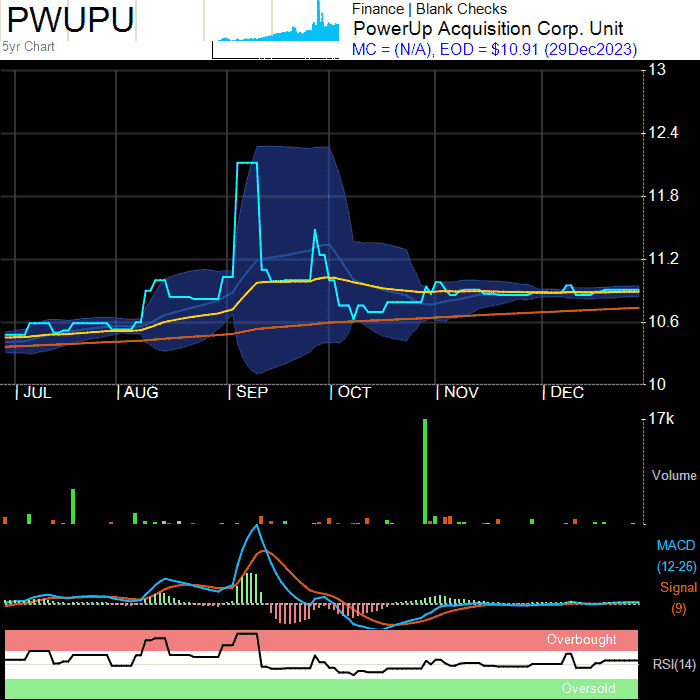 PWUPU
5yr Chart
Finance | Blank Checks
PowerUp Acquisition Corp. Unit
MC = (N/A), EOD = $10.91 (29Dec2023)
13
12.4
11.8
11.2
10.6
10
JUL AUG SEP OCT NOV DEC
17k
Volume
MACD
(12-26)
Signal
(9)
Overbought
RSI(14)
Oversold